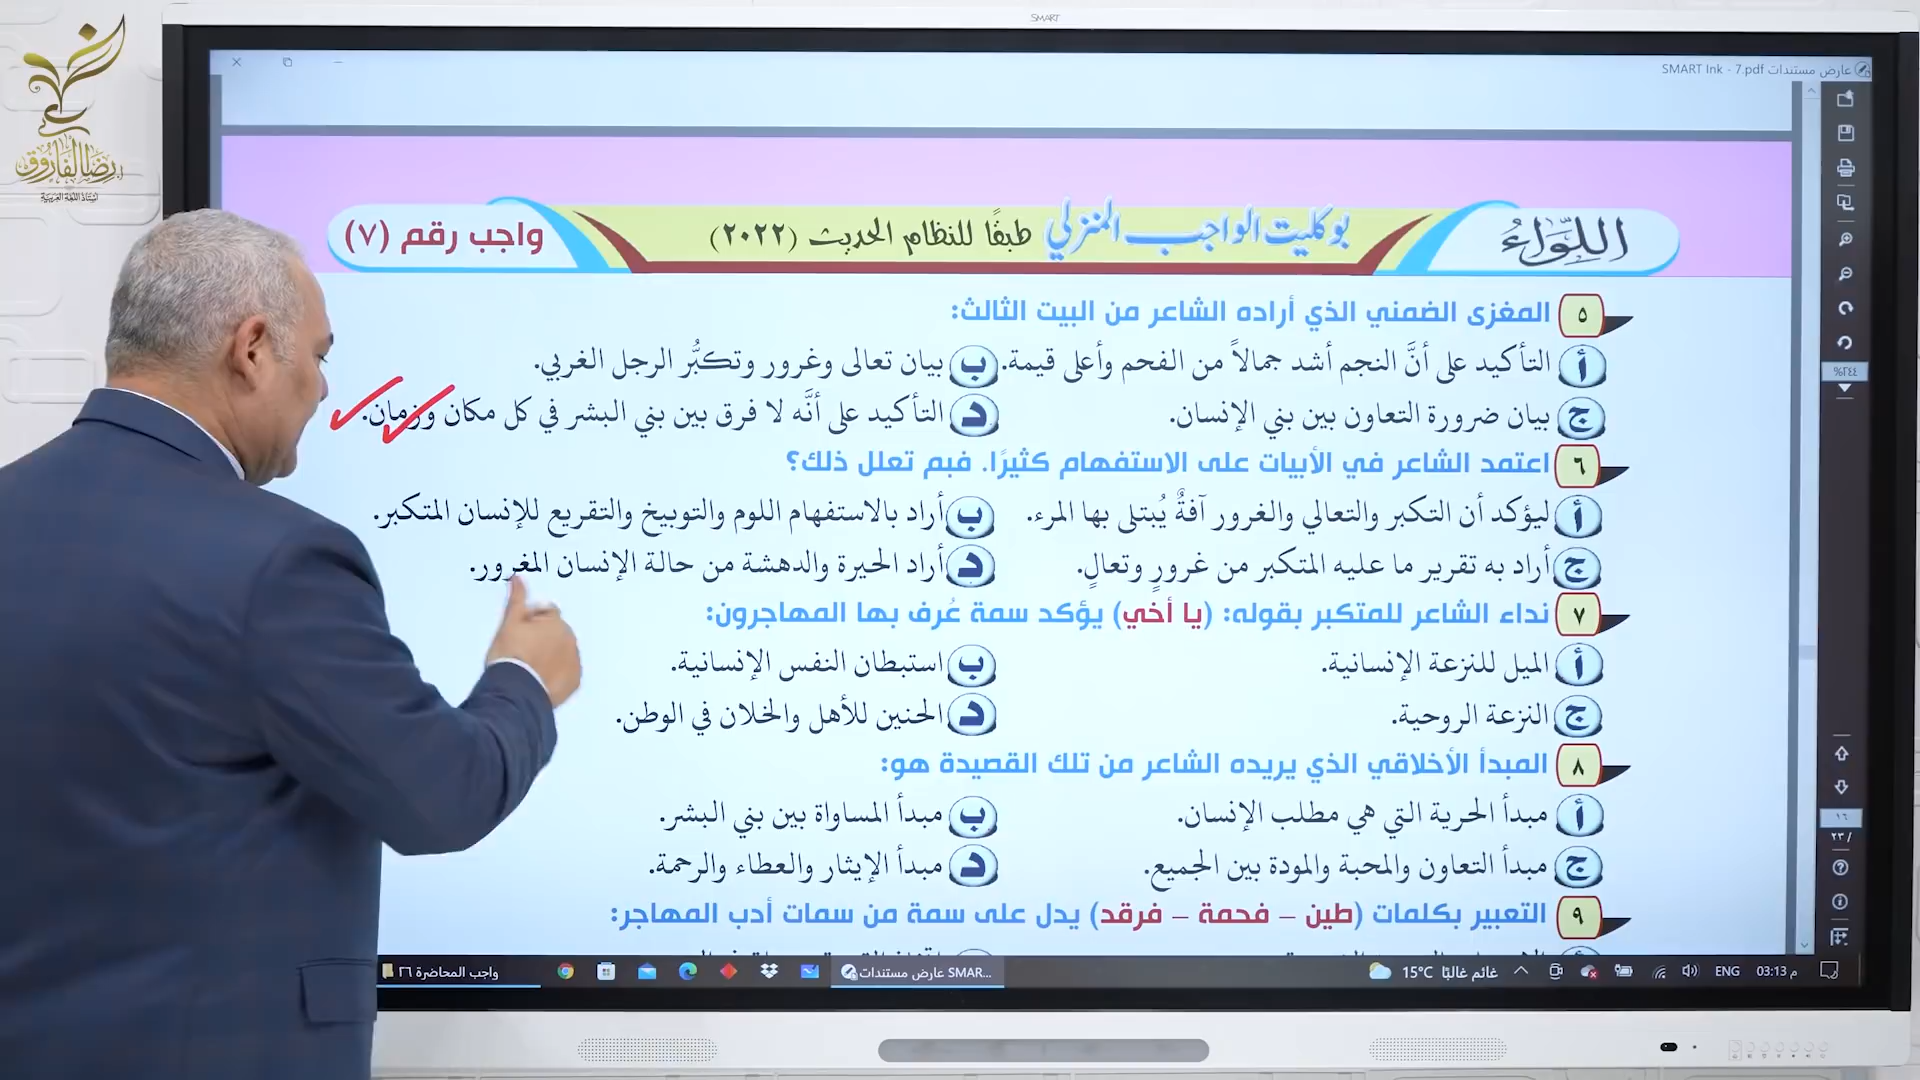 SMART
رضا الفاروق
أستاذ اللغة العربية
عارض مستندات SMART Ink - 7.pdf
اللواء
بوكليت الواجب المنزلي طبقًا للنظام الحديث (٢٠٢٢)
واجب رقم (٧)
٥ المغزى الضمني الذي أراده الشاعر من البيت الثالث:
أ التأكيد على أنَّ النجم أشد جمالاً من الفحم وأعلى قيمة. ب بيان تعالى وغرور وتكبُّر الرجل الغربي.
ج بيان ضرورة التعاون بين بني الإنسان. د التأكيد على أنَّه لا فرق بين بني البشر في كل مكان وزمان.
٦ اعتمد الشاعر في الأبيات على الاستفهام كثيرًا. فبم تعلل ذلك؟
أ ليؤكد أن التكبر والتعالي والغرور آفةٌ يُبتلى بها المرء. ب أراد بالاستفهام اللوم والتوبيخ والتقريع للإنسان المتكبر.
ج أراد به تقرير ما عليه المتكبر من غرورٍ وتعالٍ. د أراد الحيرة والدهشة من حالة الإنسان المغرور.
٧ نداء الشاعر للمتكبر بقوله: (يا أخي) يؤكد سمة عُرف بها المهاجرون:
أ الميل للنزعة الإنسانية. ب استبطان النفس الإنسانية.
ج النزعة الروحية. د الحنين للأهل والخلان في الوطن.
٨ المبدأ الأخلاقي الذي يريده الشاعر من تلك القصيدة هو:
أ مبدأ الحرية التي هي مطلب الإنسان. ب مبدأ المساواة بين بني البشر.
ج مبدأ التعاون والمحبة والمودة بين الجميع. د مبدأ الإيثار والعطاء والرحمة.
٩ التعبير بكلمات (طين – فحمة – فرقد) يدل على سمة من سمات أدب المهاجر:
٢٤٤%
١٦
/ ٢٣
واجب المحاضرة ٢٦
عارض مستندات SMAR...
15°C غائم غالبًا
ENG
03:13 م